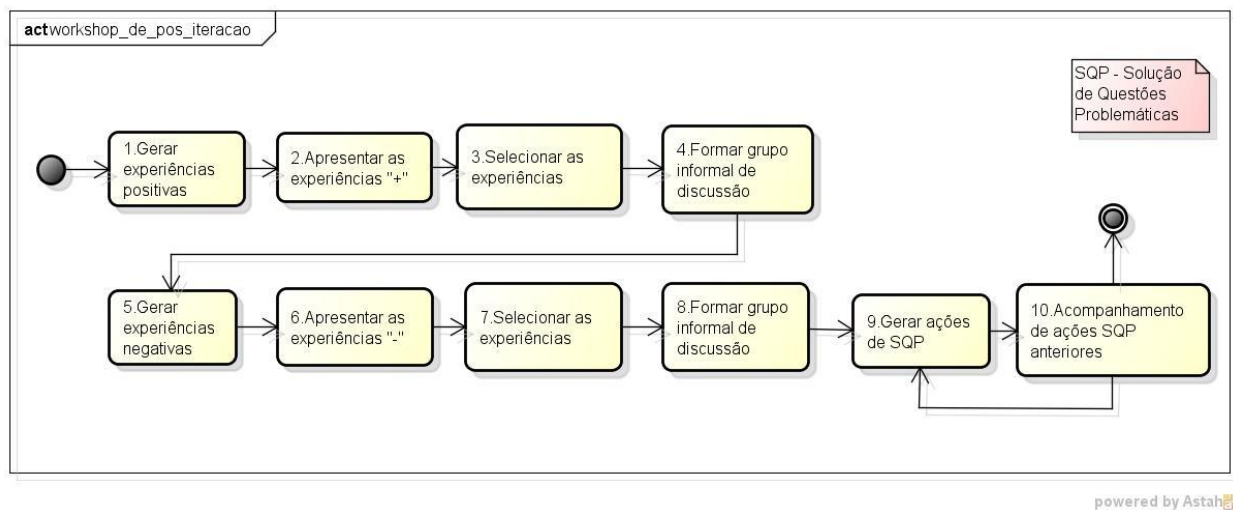 act workshop_de_pos_iteracao
SQP - Solução
de Questões
Problemáticas
1.Gerar
experiências
positivas
2.Apresentar as
experiências "+"
3.Selecionar as
experiências
4.Formar grupo
informal de
discussão
5.Gerar
experiências
negativas
6.Apresentar as
experiências "-"
7.Selecionar as
experiências
8.Formar grupo
informal de
discussão
9.Gerar ações
de SQP
10.Acompanhamento
de ações SQP
anteriores
powered by Astah